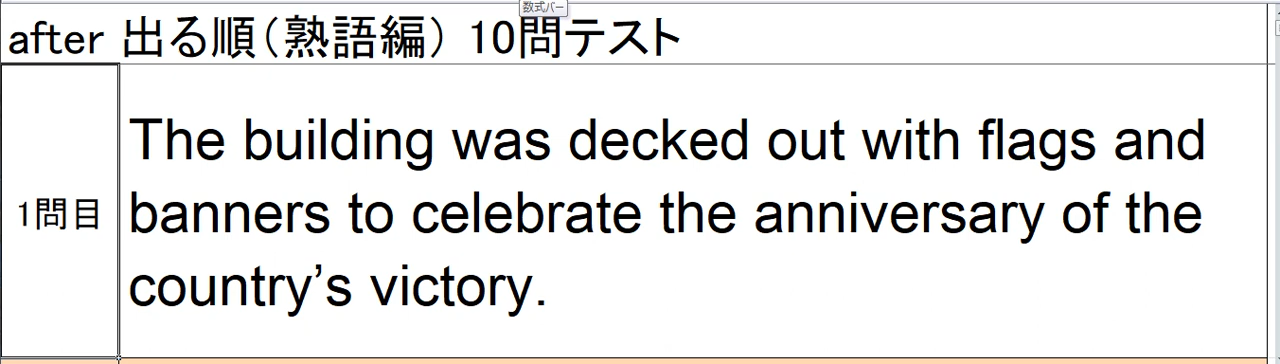 数式バー
after 出る順（熟語編） 10問テスト
1問目
The building was decked out with flags and
banners to celebrate the anniversary of the
country’s victory.